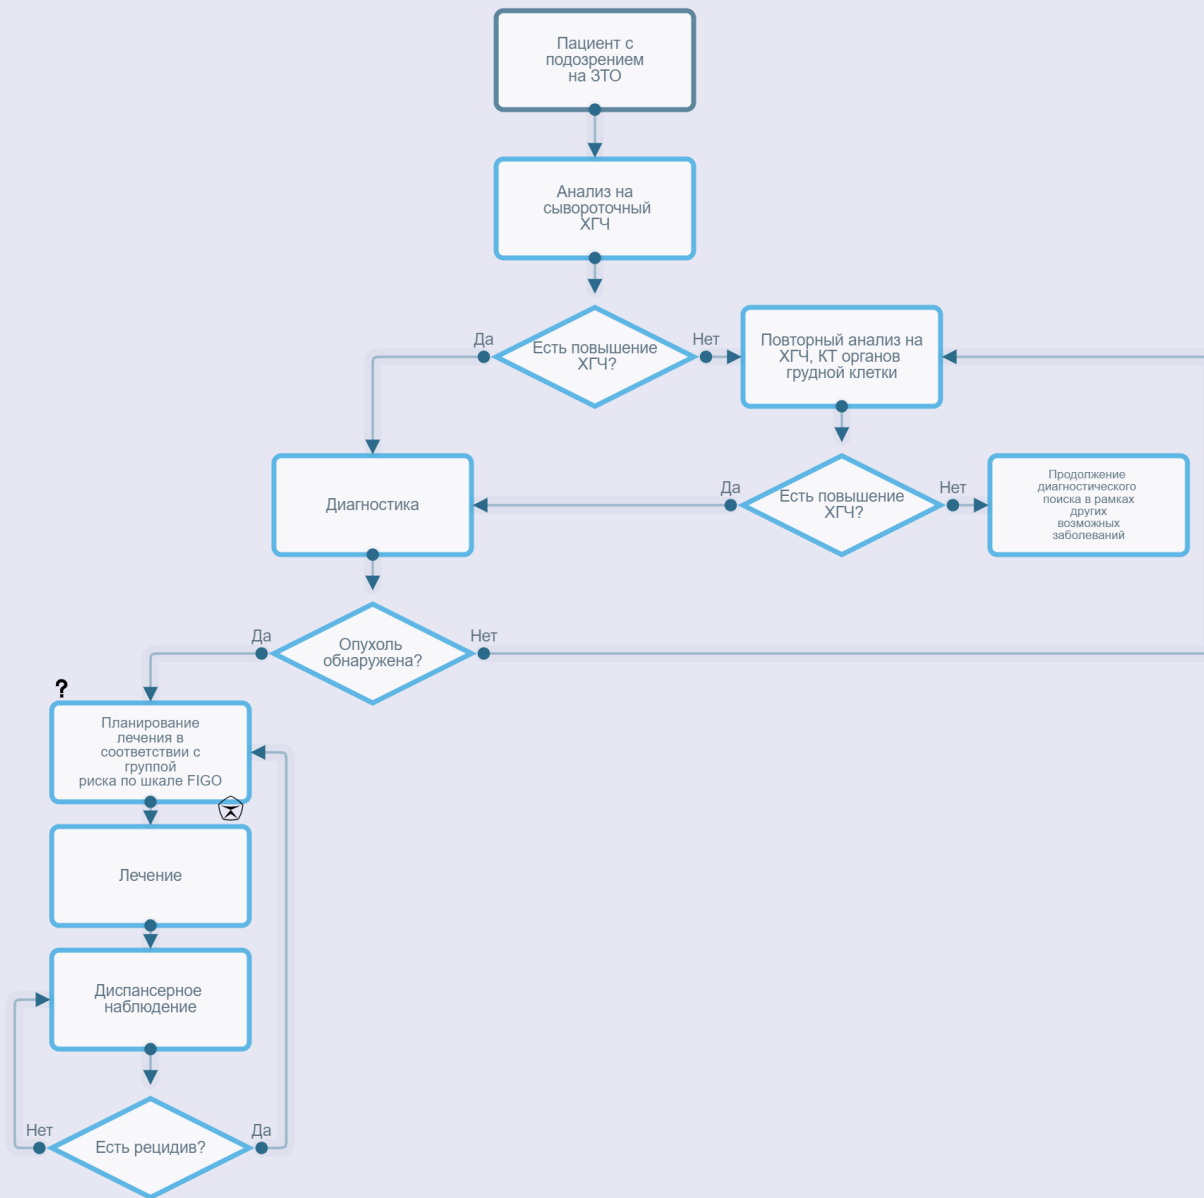 Пациент с
подозрением
на ЗТО
Анализ на
сывороточный
ХГЧ
Да
Есть повышение
ХГЧ?
Нет
Повторный анализ на
ХГЧ, КТ органов
грудной клетки
Диагностика
Да
Есть повышение
ХГЧ?
Нет
Продолжение
диагностического
поиска в рамках
других
возможных
заболеваний
Да
Опухоль
обнаружена?
Нет
?
Планирование
лечения в
соответствии с
группой
риска по шкале FIGO
Лечение
Диспансерное
наблюдение
Нет
Есть рецидив?
Да